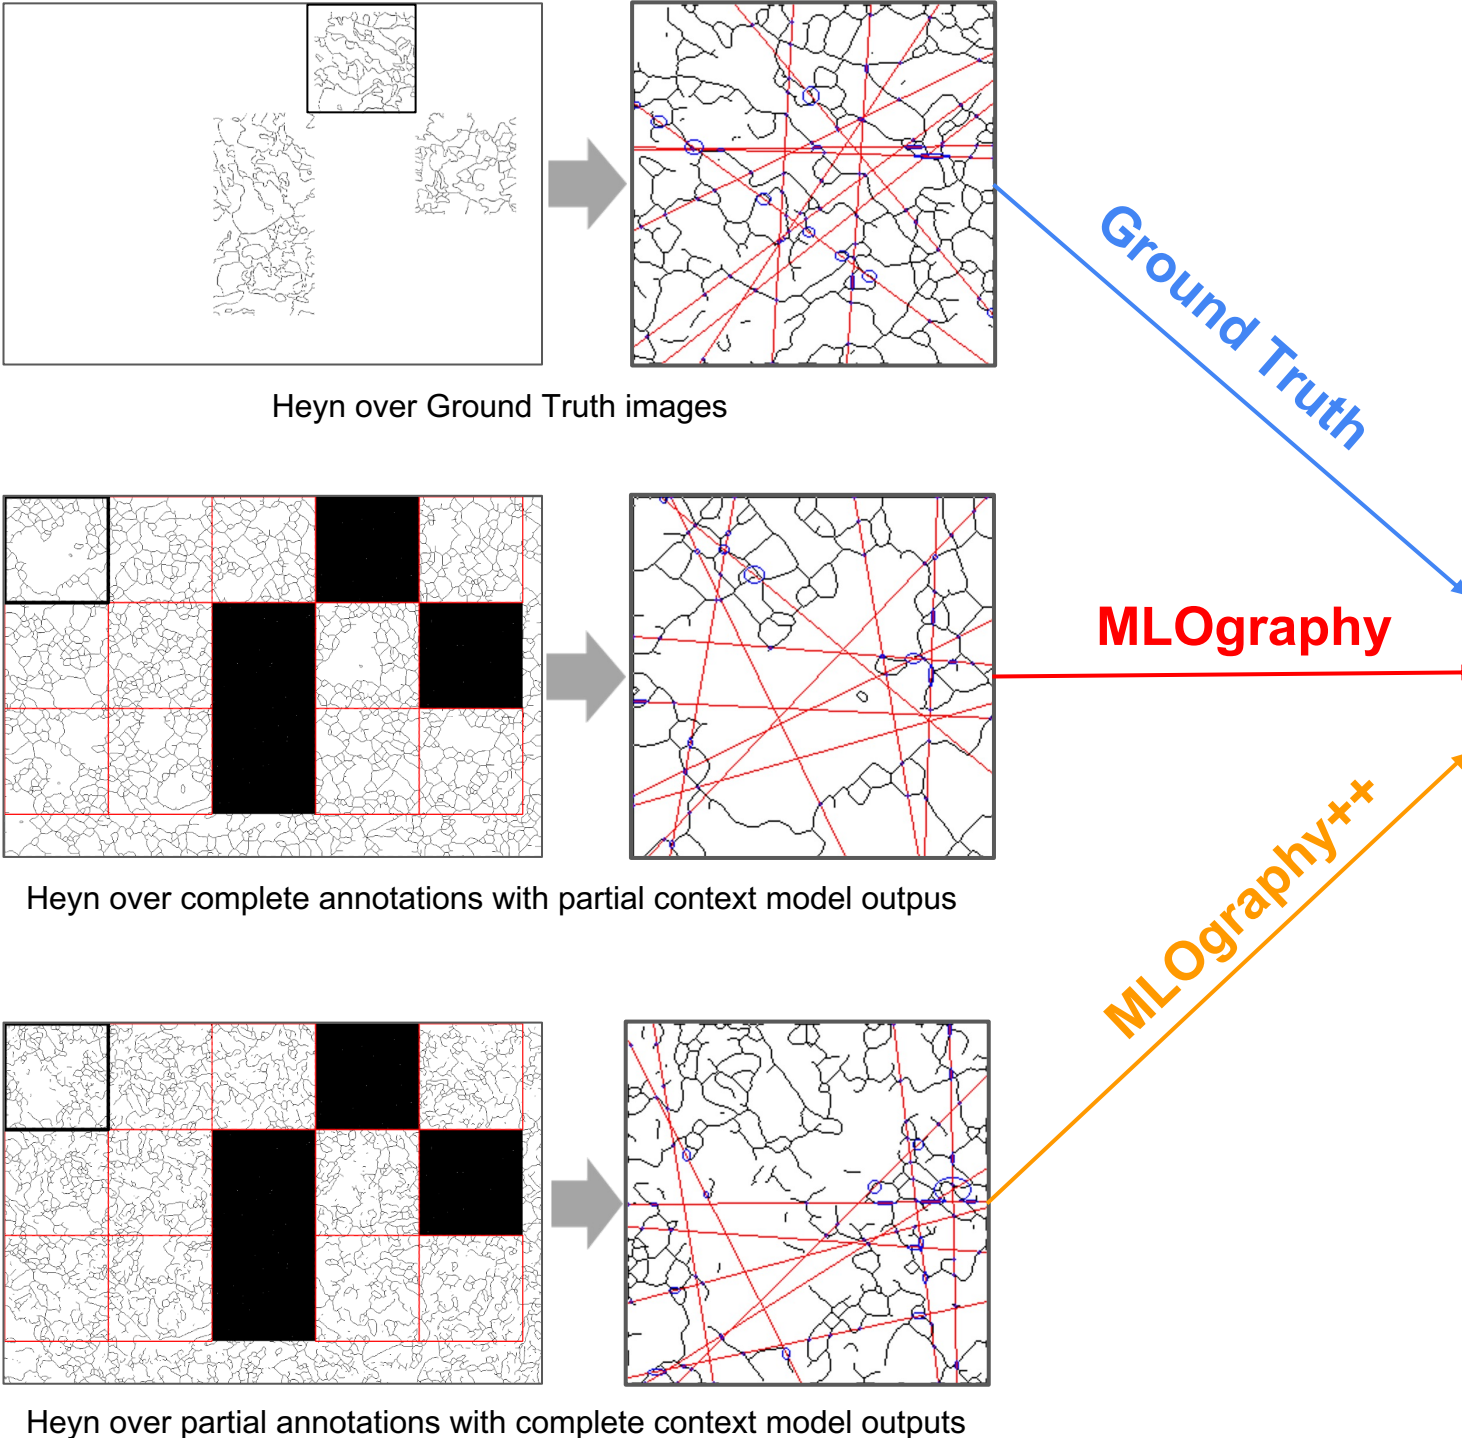 Ground Truth
Heyn over Ground Truth images
MLOgraphy
Heyn over complete annotations with partial context model outpus
MLOgraphy++
Heyn over partial annotations with complete context model outputs